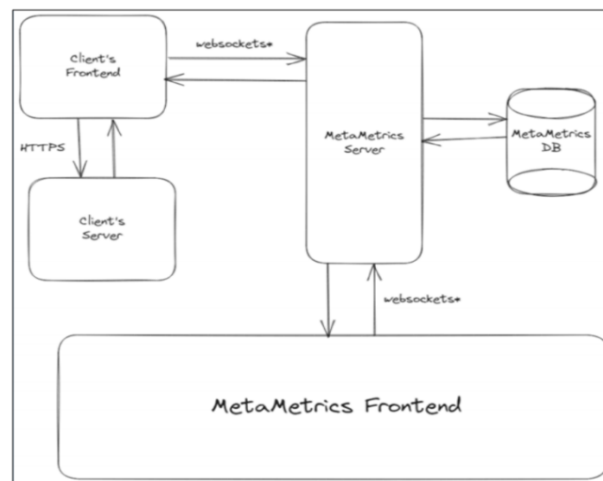 Client's
Frontend
websockets*
HTTPS
Client's
Server
MetaMetrics
Server
MetaMetrics
DB
websockets*
MetaMetrics Frontend